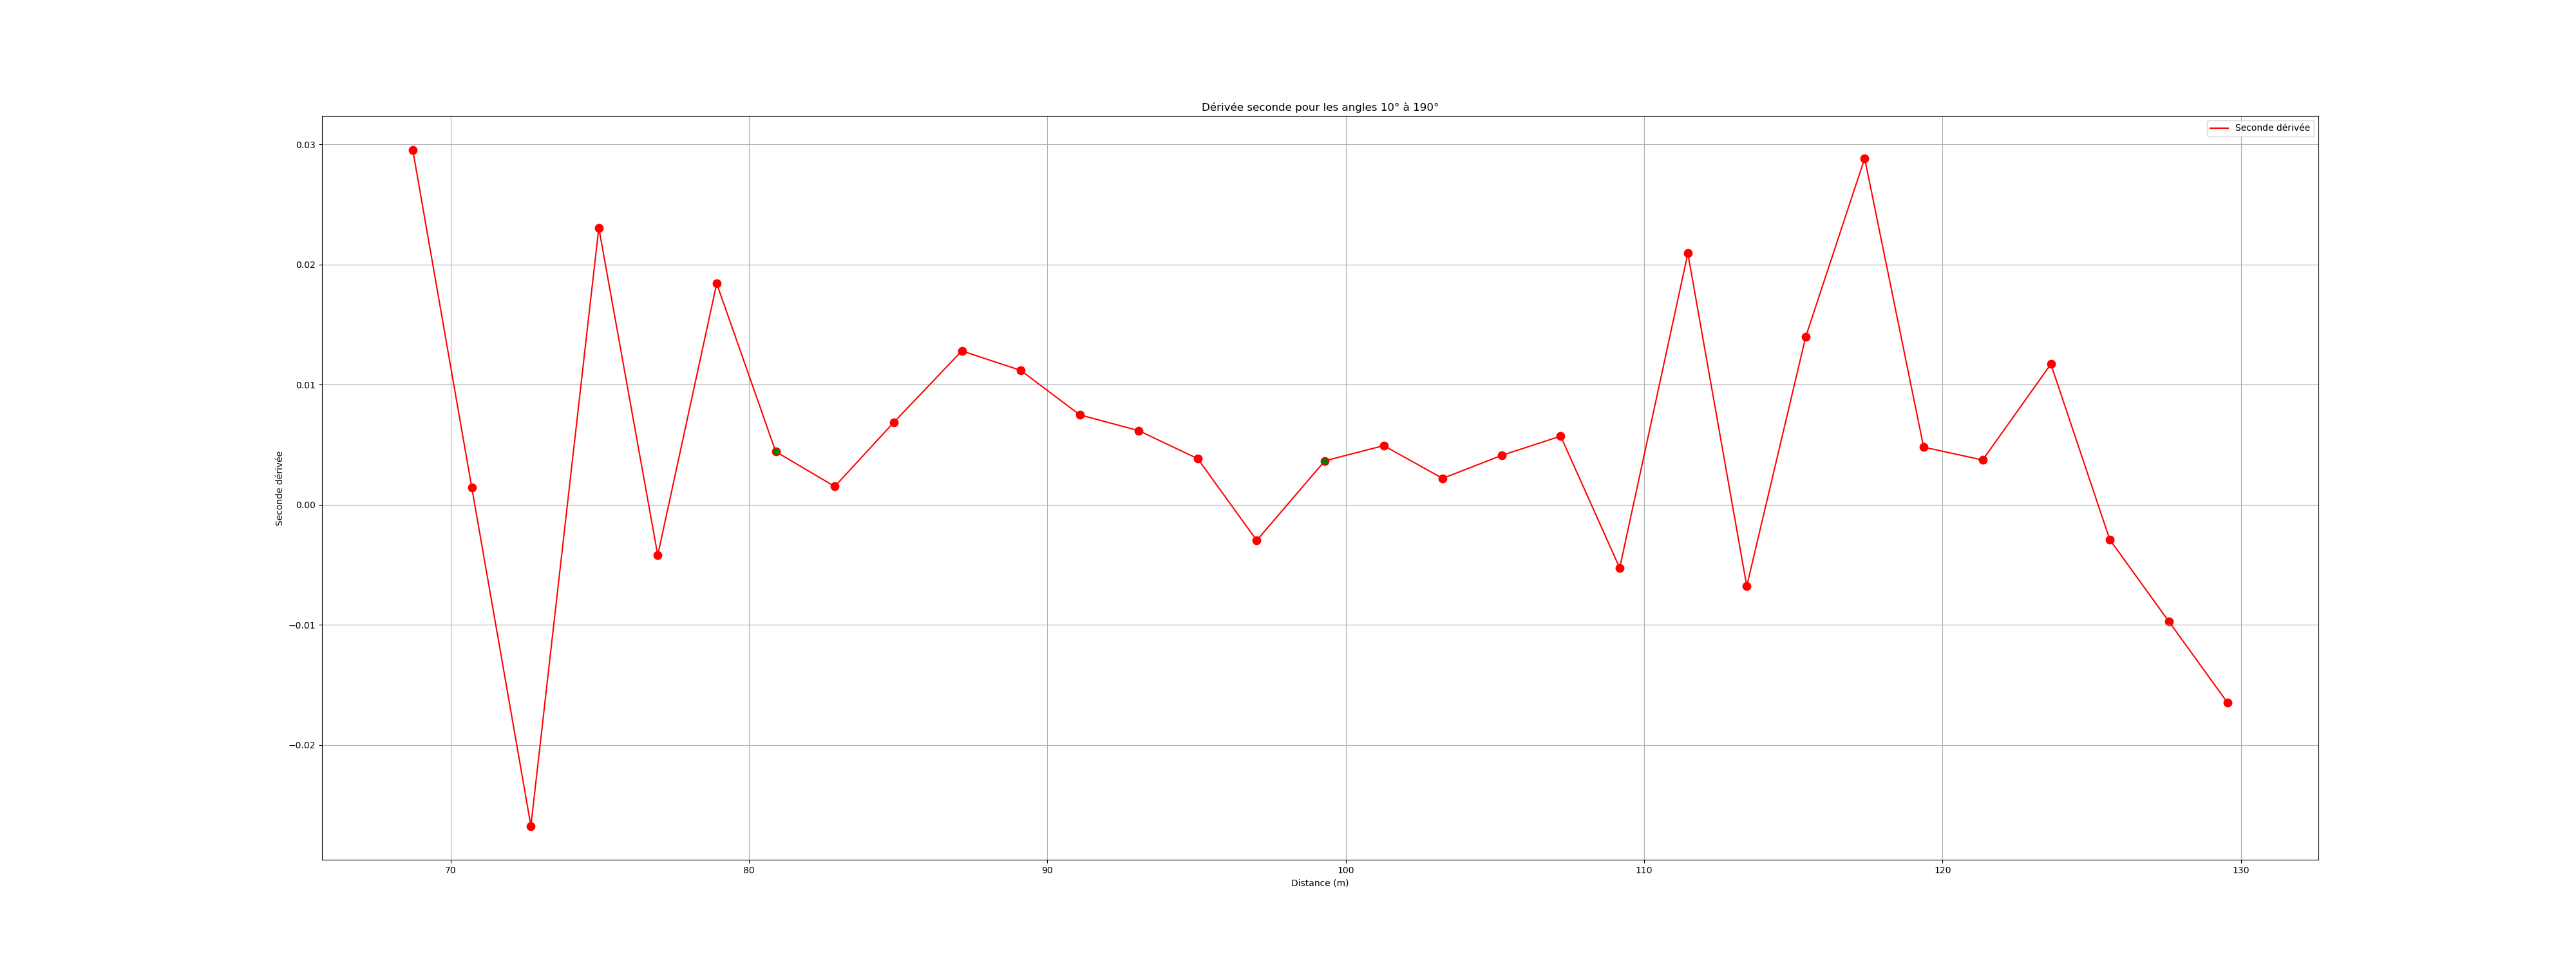 Dérivée seconde pour les angles 10° à 190°
Seconde dérivée
0.03
0.02
0.01
0.00
−0.01
−0.02
Seconde dérivée
70 80 90 100 110 120 130
Distance (m)